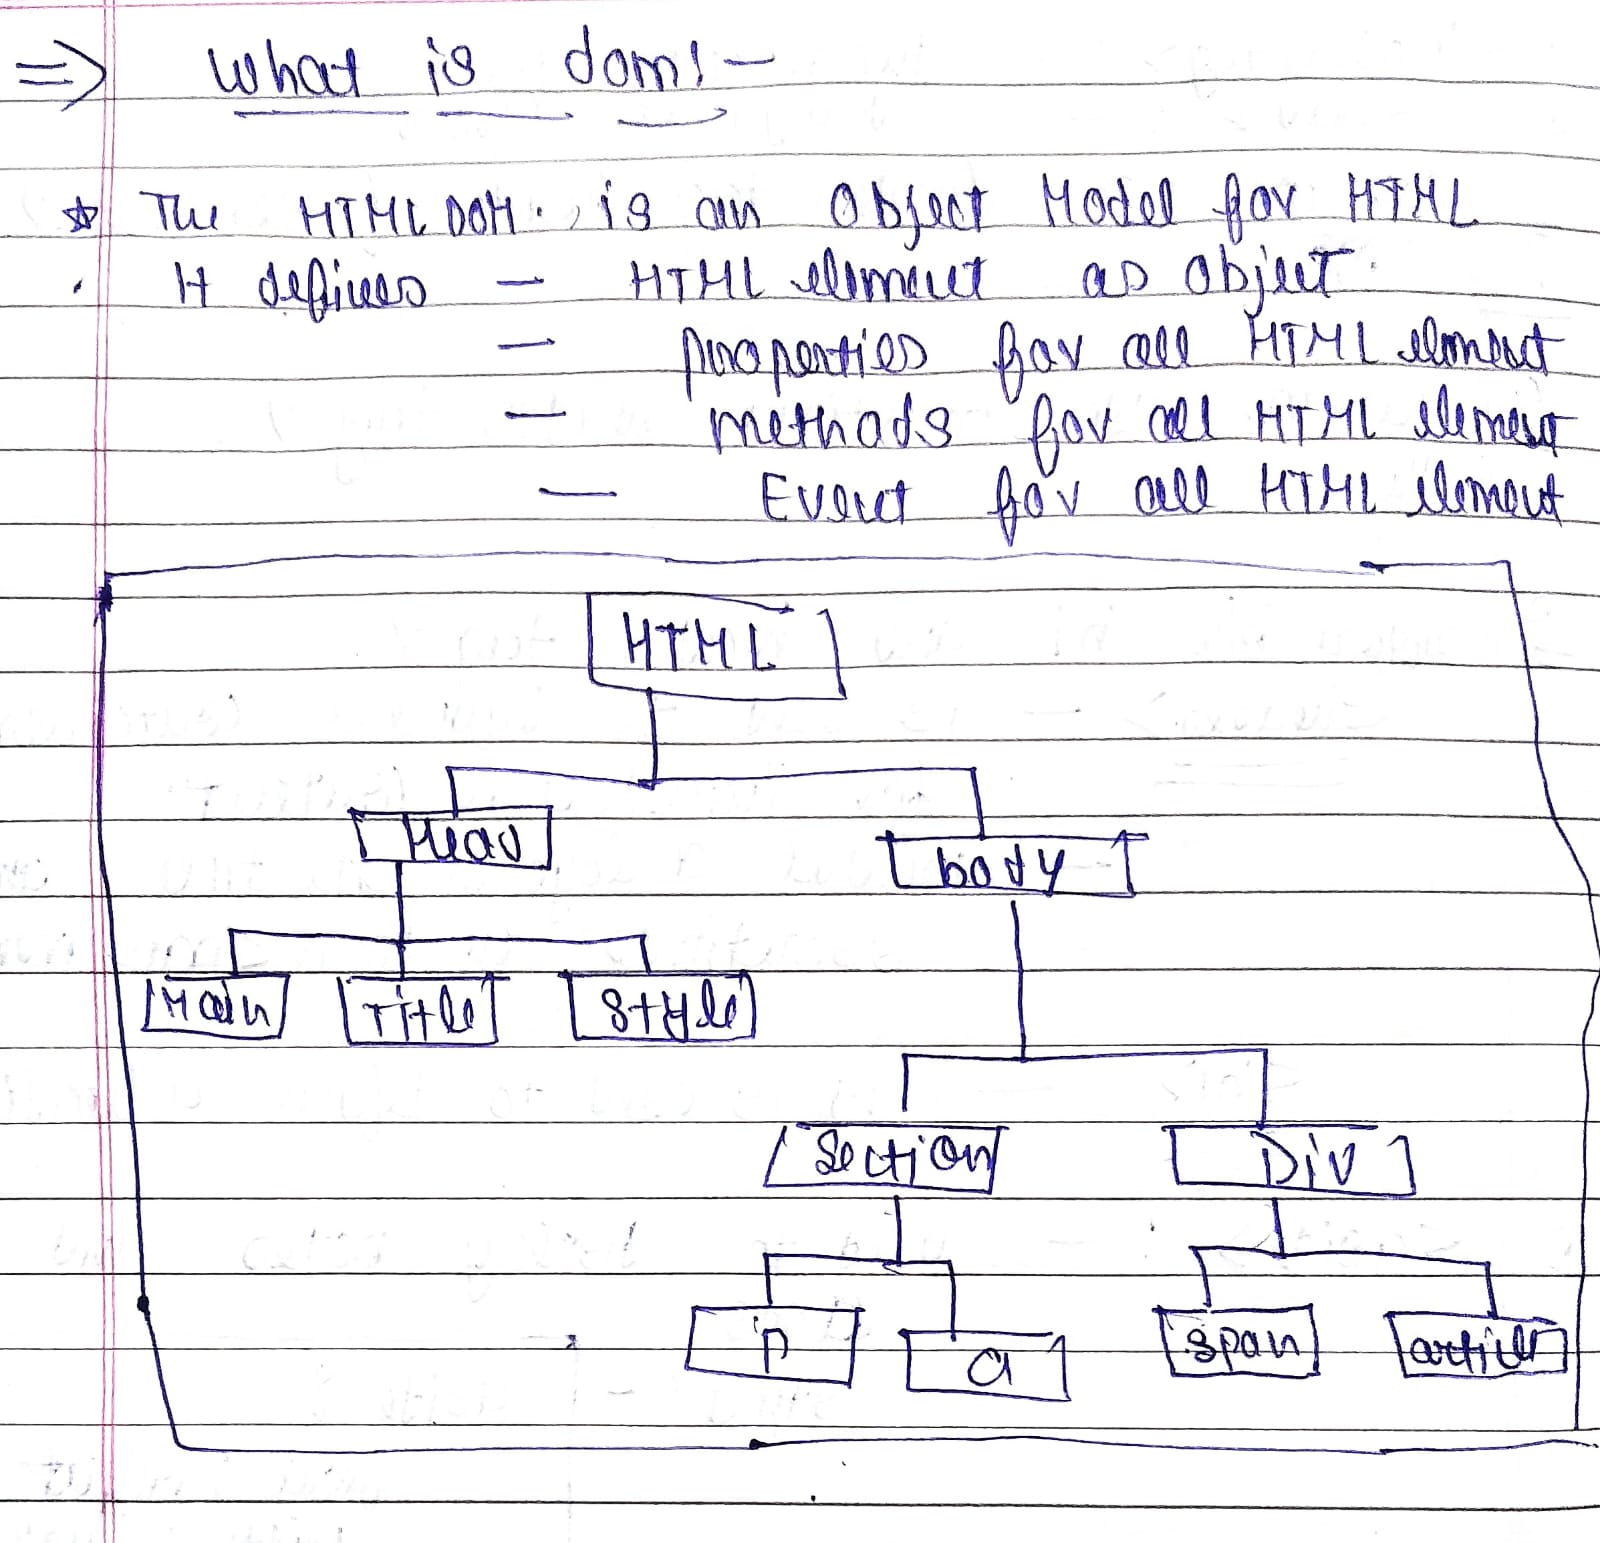 => What is dom:-
☆ The HTML DOM. is an Object Model for HTML
. It defines - HTML element as object.
- properties for all HTML element
- methods for all HTML element
- Event for all HTML element
HTML
Head
body
Main Title Style
Section Div
p a span article